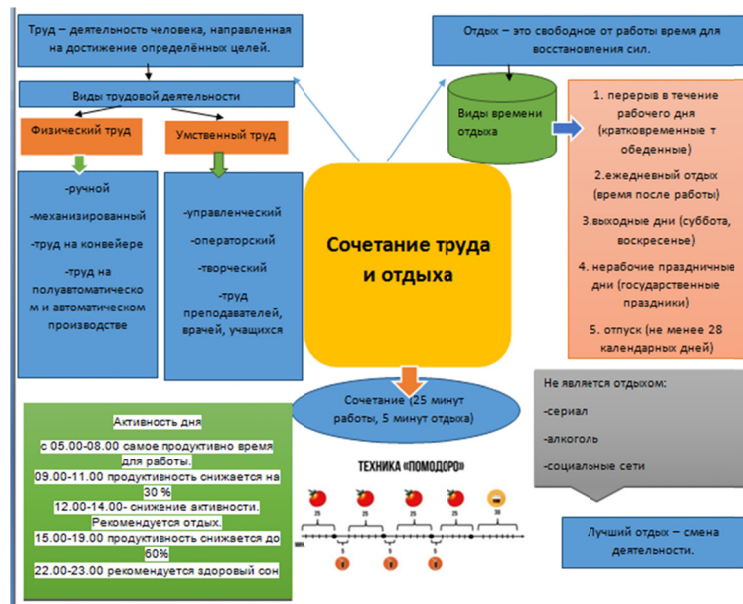 Труд – деятельность человека, направленная
на достижение определённых целей.
Виды трудовой деятельности
Физический труд
Умственный труд
-ручной
-механизированный
-труд на конвейере
-труд на
полуавтоматическо
м и автоматическом
производстве
-управленческий
-операторский
-творческий
-труд
преподавателей,
врачей, учащихся
Отдых – это свободное от работы время для
восстановления сил.
Виды времени
отдыха
1. перерыв в течение
рабочего дня
(кратковременные т
обеденные)
2.ежедневный отдых
(время после работы)
3.выходные дни (суббота,
воскресенье)
4. нерабочие праздничные
дни (государственные
праздники)
5. отпуск (не менее 28
календарных дней)
Сочетание труда
и отдыха
Сочетание (25 минут
работы, 5 минут отдыха)
Не является отдыхом:
-сериал
-алкоголь
-социальные сети
Лучший отдых – смена
деятельности.
Активность дня
с 05.00-08.00 самое продуктивно время
для работы.
09.00-11.00 продуктивность снижается на
30 %
12.00-14.00- снижение активности.
Рекомендуется отдых.
15.00-19.00 продуктивность снижается до
60%
22.00-23.00 рекомендуется здоровый сон
ТЕХНИКА «ПОМОДОРО»
25 25 25 25 30
5 5 5